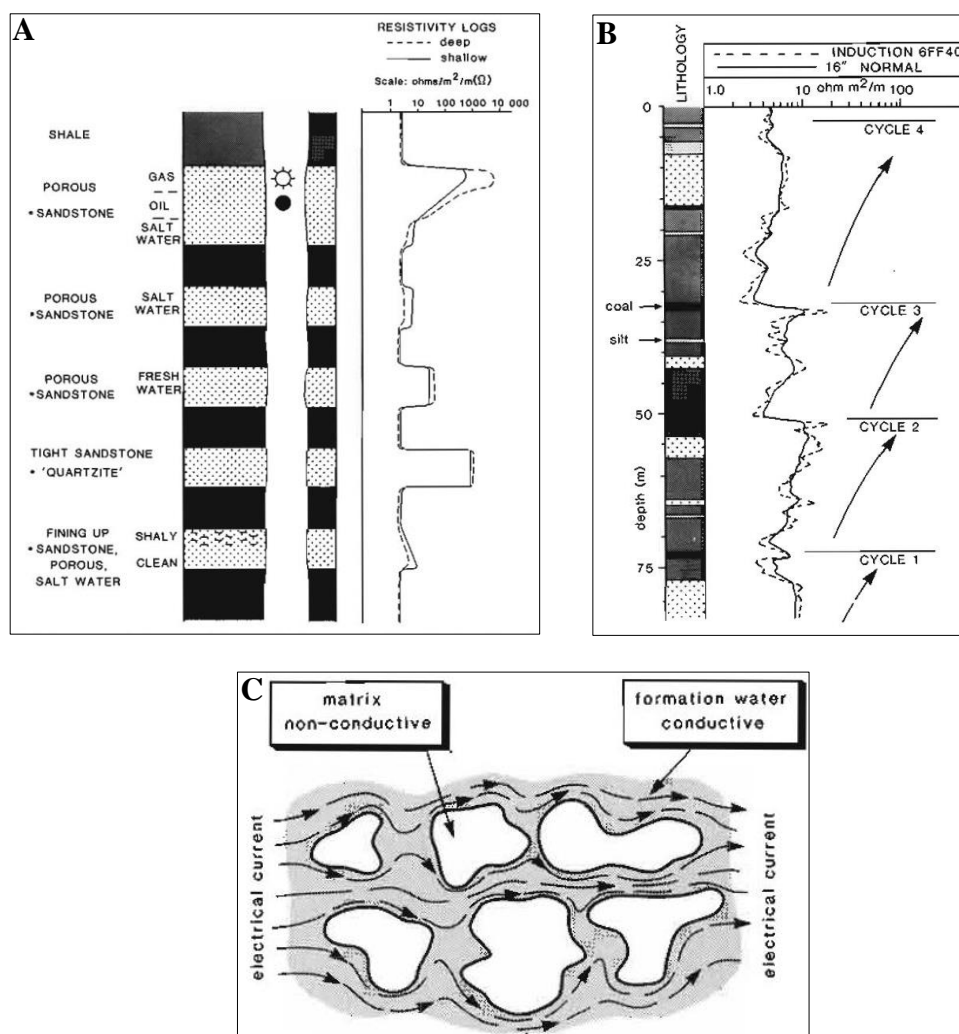 A
RESISTIVITY LOGS
deep
shallow
Scale: ohms/m²/m(Ω)
1 10 100 1000 10 000
SHALE
POROUS
•SANDSTONE
GAS
OIL
SALT
WATER
POROUS
•SANDSTONE
SALT
WATER
POROUS
•SANDSTONE
FRESH
WATER
TIGHT SANDSTONE
• 'QUARTZITE'
FINING UP
•SANDSTONE,
POROUS,
SALT WATER
SHALY
CLEAN
B
LITHOLOGY
INDUCTION 6FF40
16" NORMAL
1.0 10 ohm m²/m 100
0
25
50
75
depth (m)
coal
silt
CYCLE 4
CYCLE 3
CYCLE 2
CYCLE 1
C
matrix
non-conductive
formation water
conductive
electrical current
electrical current